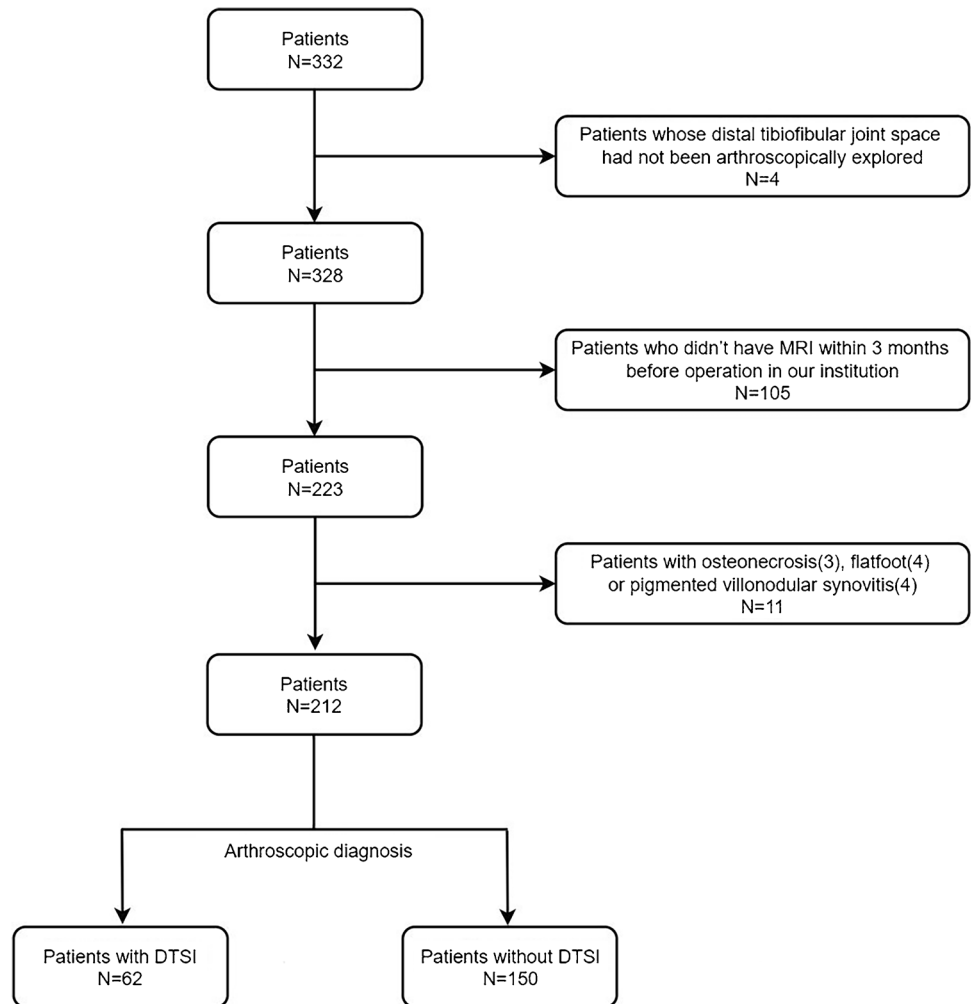 Patients
N=332
Patients whose distal tibiofibular joint space
had not been arthroscopically explored
N=4
Patients
N=328
Patients who didn’t have MRI within 3 months
before operation in our institution
N=105
Patients
N=223
Patients with osteonecrosis(3), flatfoot(4)
or pigmented villonodular synovitis(4)
N=11
Patients
N=212
Arthroscopic diagnosis
Patients with DTSI
N=62
Patients without DTSI
N=150